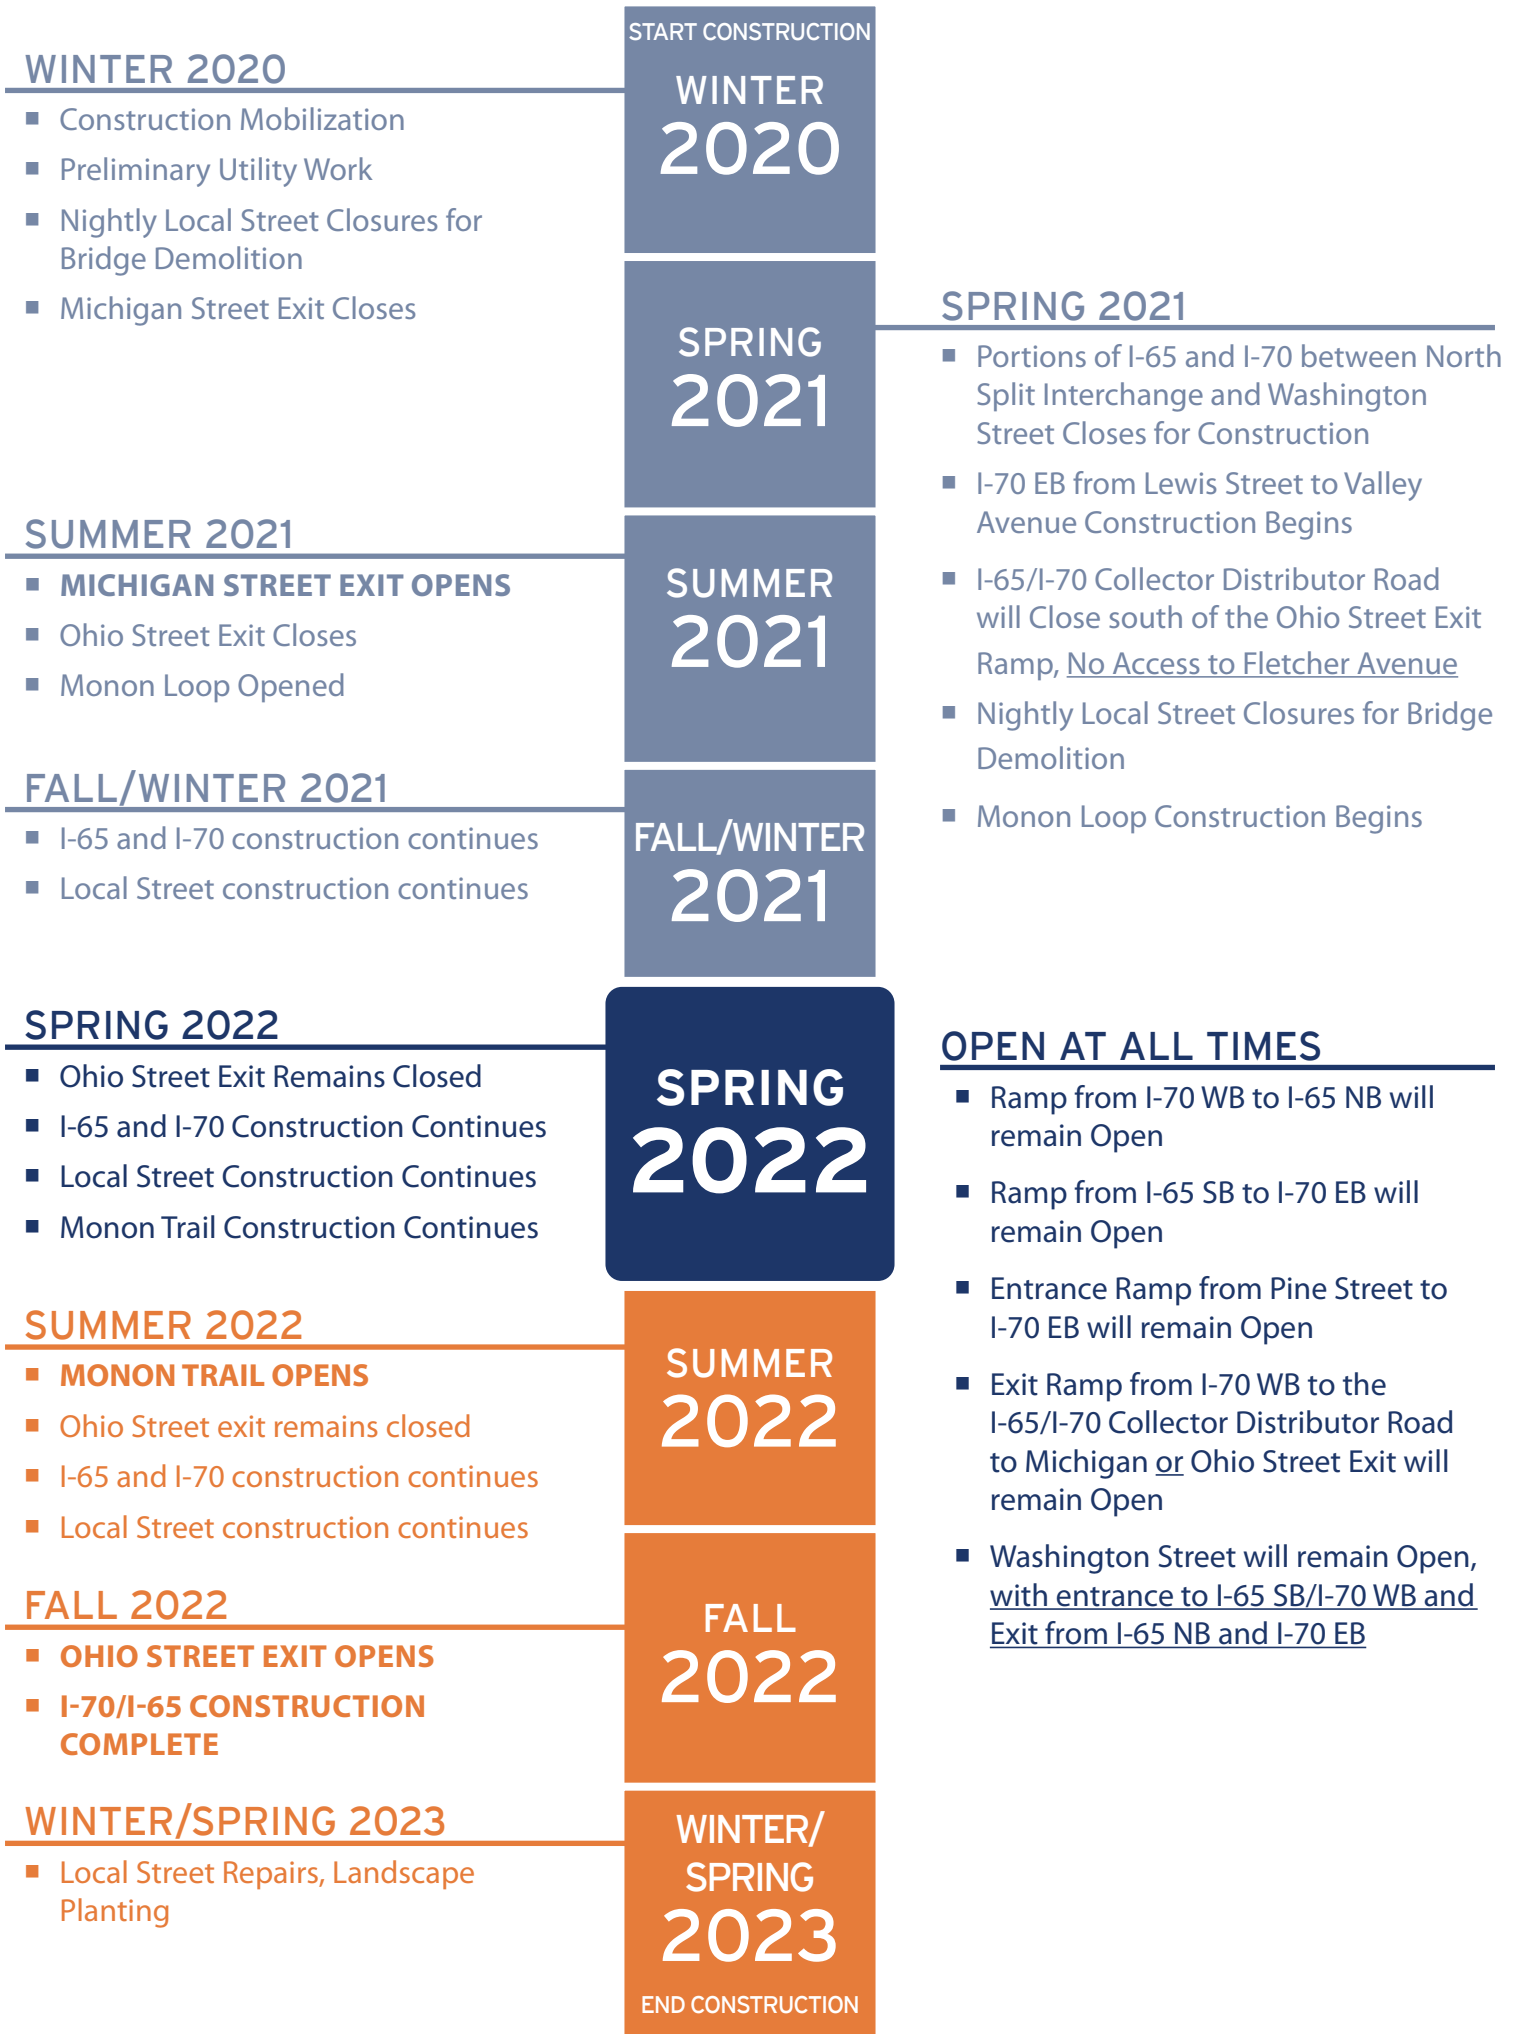 START CONSTRUCTION
WINTER
2020
WINTER 2020
■ Construction Mobilization
■ Preliminary Utility Work
■ Nightly Local Street Closures for
Bridge Demolition
■ Michigan Street Exit Closes
SPRING
2021
SPRING 2021
■ Portions of I-65 and I-70 between North
Split Interchange and Washington
Street Closes for Construction
■ I-70 EB from Lewis Street to Valley
Avenue Construction Begins
■ I-65/I-70 Collector Distributor Road
will Close south of the Ohio Street Exit
Ramp, No Access to Fletcher Avenue
■ Nightly Local Street Closures for Bridge
Demolition
■ Monon Loop Construction Begins
SUMMER 2021
■ MICHIGAN STREET EXIT OPENS
■ Ohio Street Exit Closes
■ Monon Loop Opened
SUMMER
2021
FALL/WINTER 2021
■ I-65 and I-70 construction continues
■ Local Street construction continues
FALL/WINTER
2021
SPRING 2022
■ Ohio Street Exit Remains Closed
■ I-65 and I-70 Construction Continues
■ Local Street Construction Continues
■ Monon Trail Construction Continues
SPRING
2022
OPEN AT ALL TIMES
■ Ramp from I-70 WB to I-65 NB will
remain Open
■ Ramp from I-65 SB to I-70 EB will
remain Open
■ Entrance Ramp from Pine Street to
I-70 EB will remain Open
■ Exit Ramp from I-70 WB to the
I-65/I-70 Collector Distributor Road
to Michigan or Ohio Street Exit will
remain Open
■ Washington Street will remain Open,
with entrance to I-65 SB/I-70 WB and
Exit from I-65 NB and I-70 EB
SUMMER 2022
■ MONON TRAIL OPENS
■ Ohio Street exit remains closed
■ I-65 and I-70 construction continues
■ Local Street construction continues
SUMMER
2022
FALL 2022
■ OHIO STREET EXIT OPENS
■ I-70/I-65 CONSTRUCTION
COMPLETE
FALL
2022
WINTER/SPRING 2023
■ Local Street Repairs, Landscape
Planting
WINTER/
SPRING
2023
END CONSTRUCTION